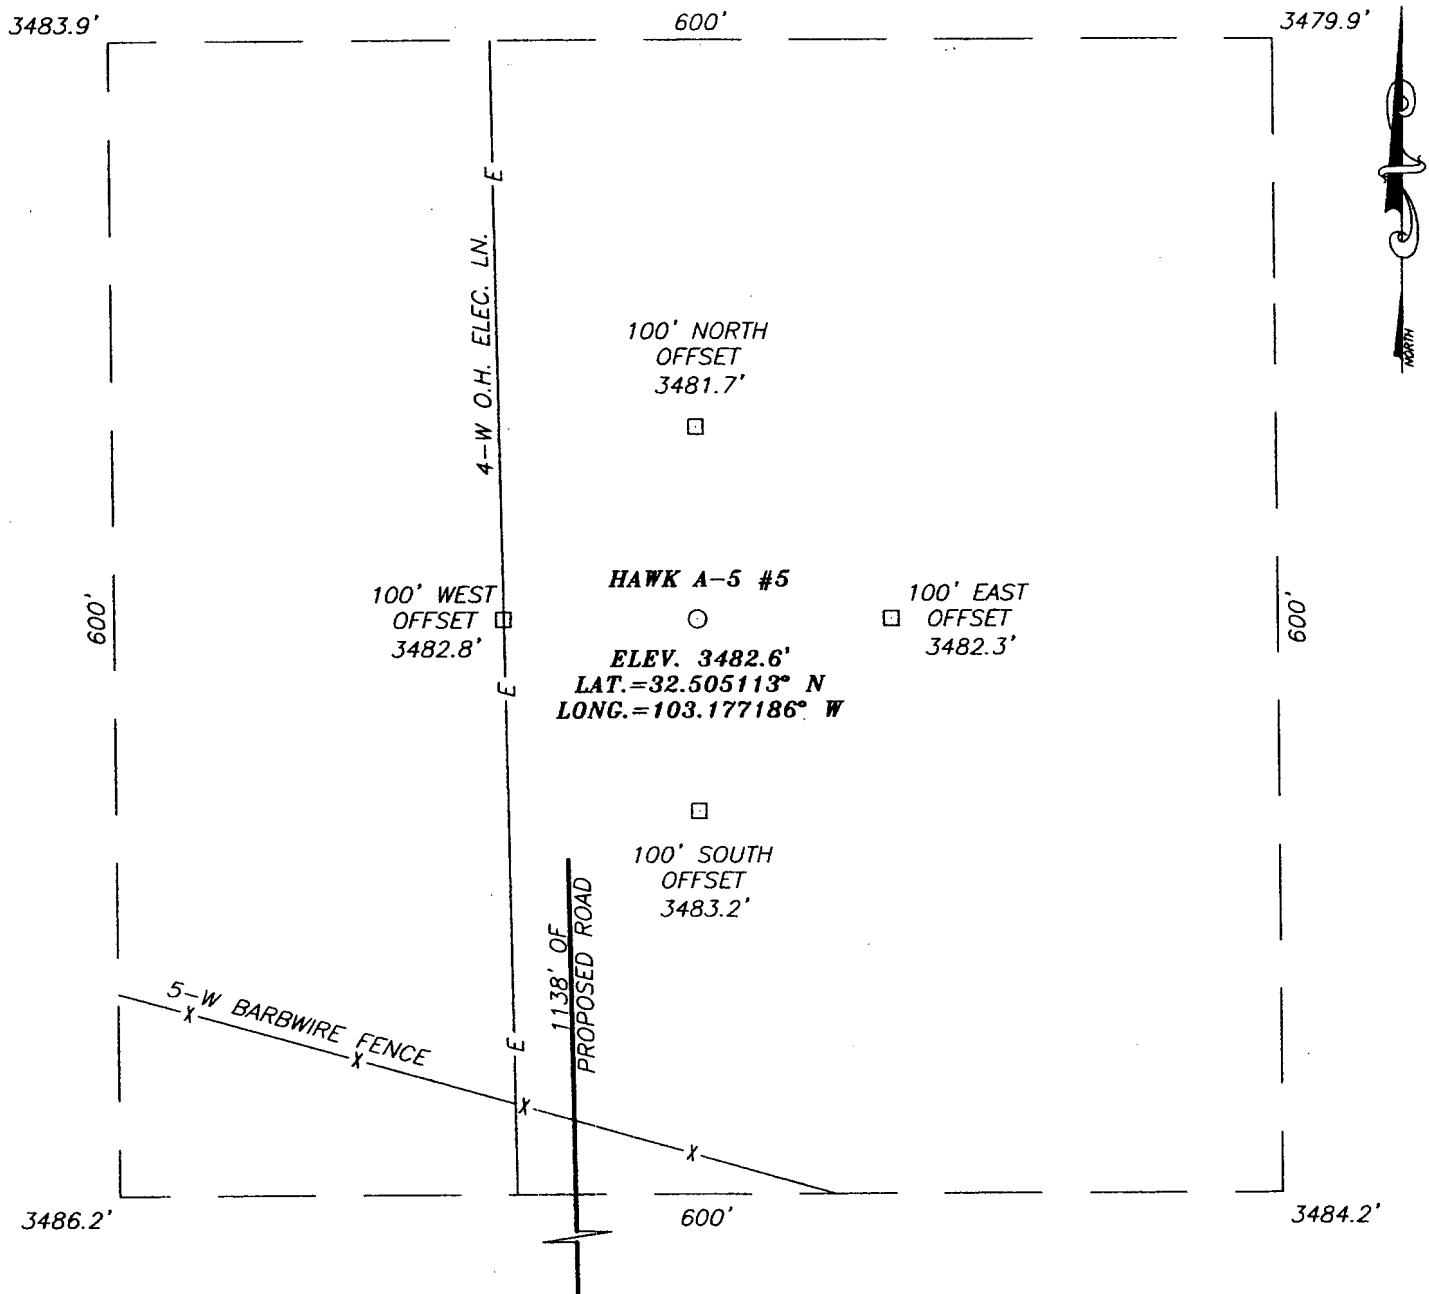 3483.9'
600'
3479.9'
NORTH
4-W O.H. ELEC. LN.
E
100' NORTH
OFFSET
3481.7'
600'
100' WEST
OFFSET
3482.8'
HAWK A-5 #5
ELEV. 3482.6'
LAT.=32.505113° N
LONG.=103.177186° W
100' EAST
OFFSET
3482.3'
600'
E
100' SOUTH
OFFSET
3483.2'
1138' OF
PROPOSED ROAD
5-W BARBWIRE FENCE
X
X
E
X
X
3486.2'
600'
3484.2'